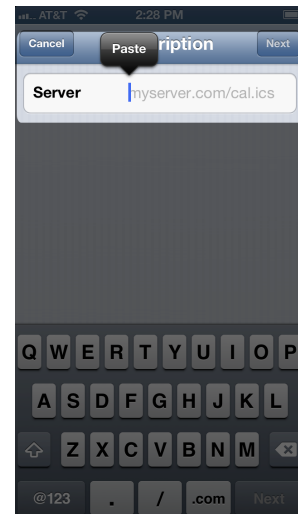 AT&T 2:28 PM
Cancel Paste ription Next
Server myserver.com/cal.ics
Q W E R T Y U I O P
A S D F G H J K L
Z X C V B N M
@123 . / .com Next